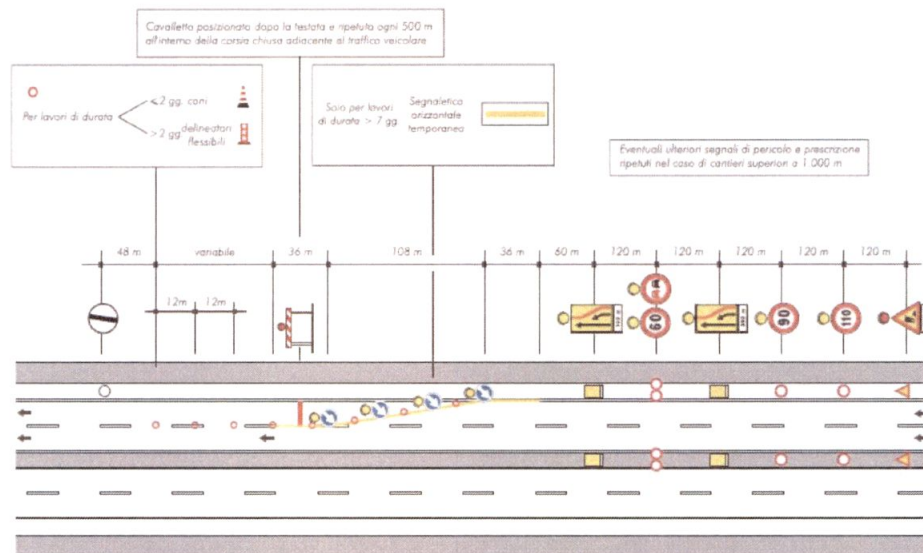 Cavalletto posizionato dopo la testata e ripetuto ogni 500 m
all'interno della corsia chiusa adiacente al traffico veicolare
Per lavori di durata
≤2 gg. coni
>2 gg. delineatori
flessibili
Solo per lavori
di durata > 7 gg.
Segnaletica
orizzontale
temporanea
Eventuali ulteriori segnali di pericolo e prescrizione
ripetuti nel caso di cantieri superiori a 1.000 m
48 m
variabile
36 m
108 m
36 m
60 m
120 m
120 m
120 m
120 m
120 m
12m
12m
60
90
110